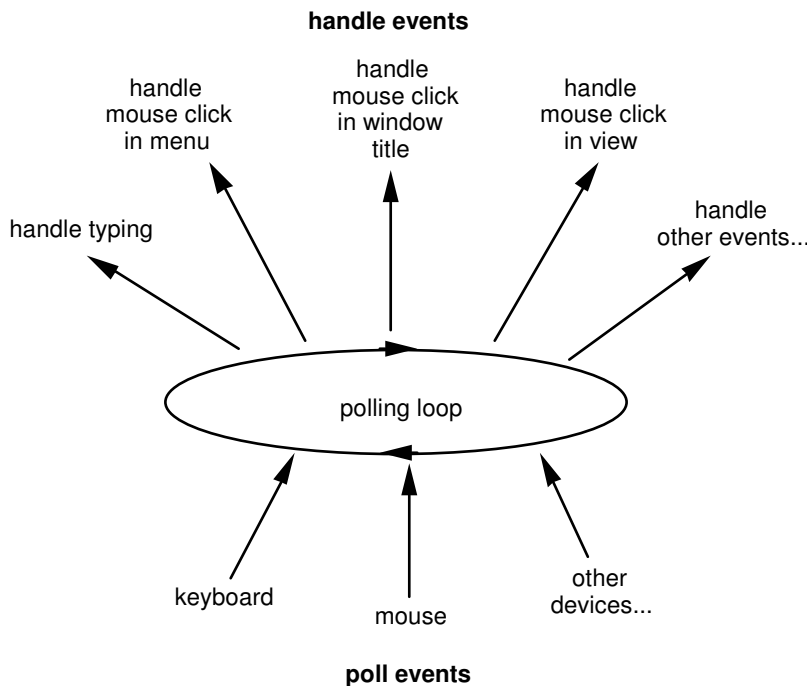 handle events
handle
mouse click
in menu
handle
mouse click
in window
title
handle
mouse click
in view
handle typing
handle
other events...
polling loop
keyboard
mouse
other
devices...
poll events